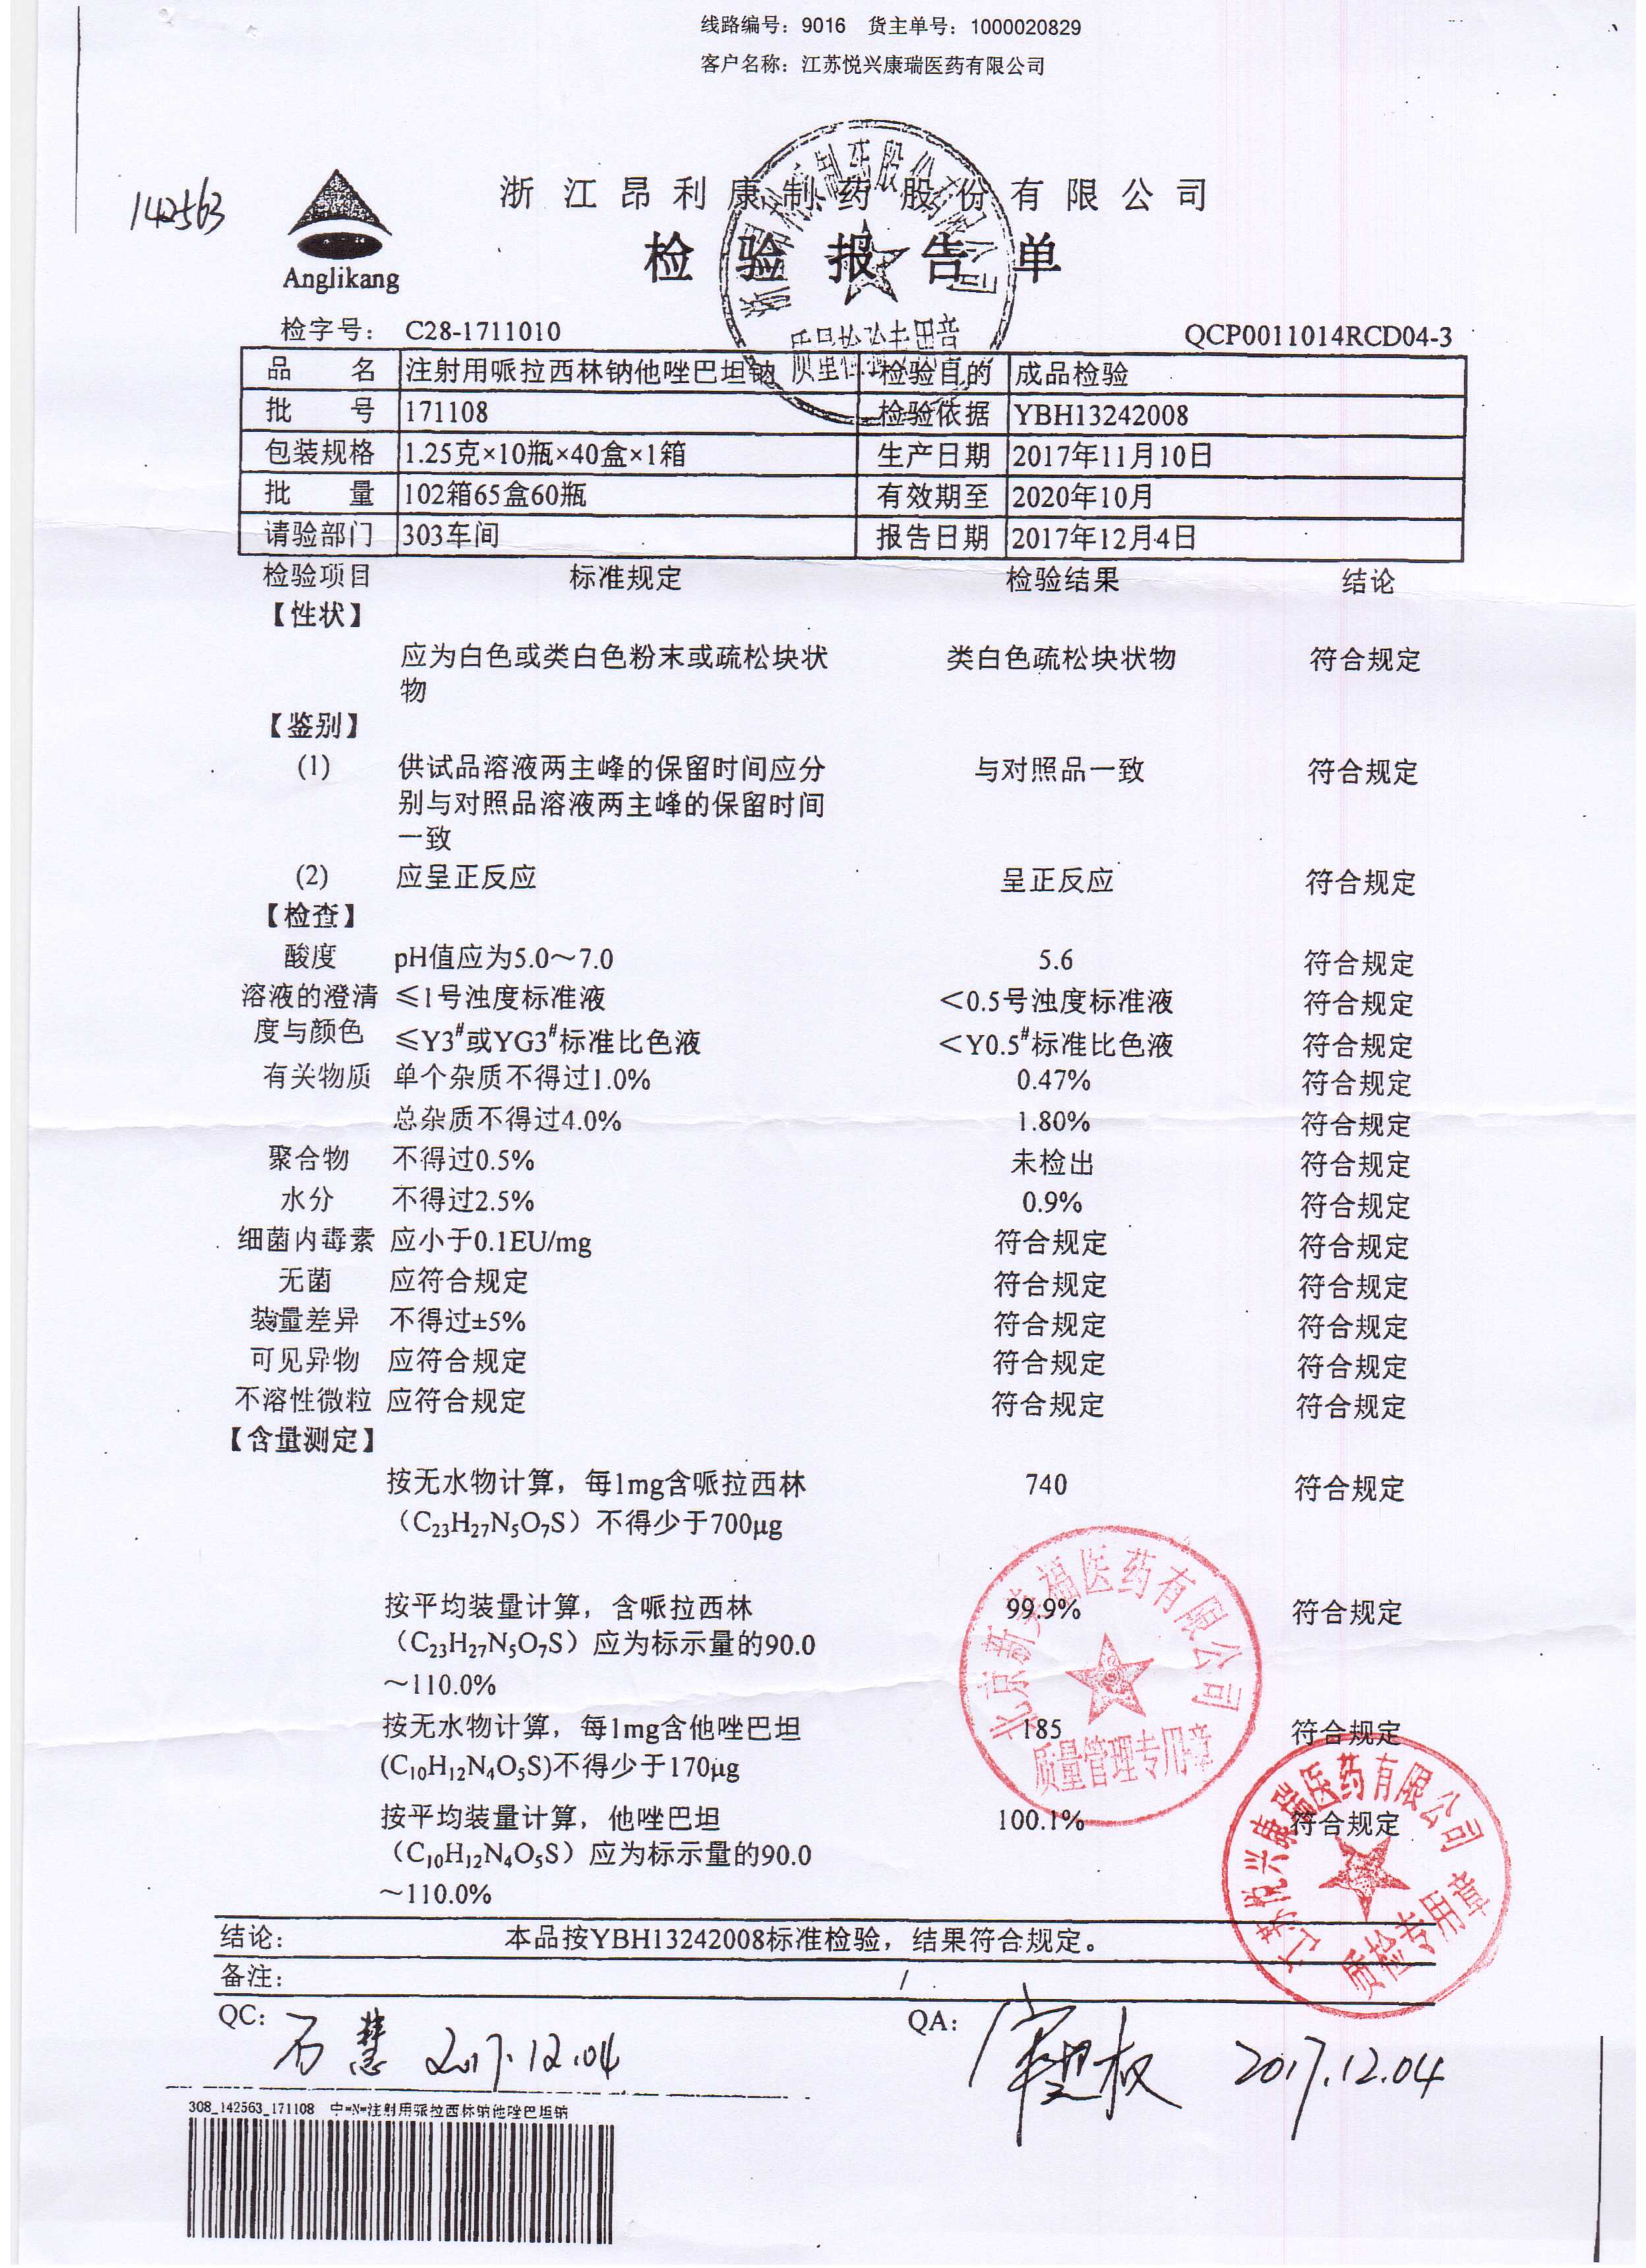 线路编号：9016 货主单号：1000020829
客户名称：江苏悦兴康瑞医药有限公司
142563
Anglikang
浙江昂利康制药股份有限公司
检验报告单
质量检验专用章
检字号： C28-1711010 QCP0011014RCD04-3
品名 注射用哌拉西林钠他唑巴坦钠 检验目的 成品检验
批号 171108 检验依据 YBH13242008
包装规格 1.25克×10瓶×40盒×1箱 生产日期 2017年11月10日
批量 102箱65盒60瓶 有效期至 2020年10月
请验部门 303车间 报告日期 2017年12月4日
检验项目 标准规定 检验结果 结论
【性状】
应为白色或类白色粉末或疏松块状 类白色疏松块状物 符合规定
物
【鉴别】
(1) 供试品溶液两主峰的保留时间应分 与对照品一致 符合规定
别与对照品溶液两主峰的保留时间
一致
(2) 应呈正反应 呈正反应 符合规定
【检查】
酸度 pH值应为5.0～7.0 5.6 符合规定
溶液的澄清 ≤1号浊度标准液 <0.5号浊度标准液 符合规定
度与颜色 ≤Y3#或YG3#标准比色液 <Y0.5#标准比色液 符合规定
有关物质 单个杂质不得过1.0% 0.47% 符合规定
总杂质不得过4.0% 1.80% 符合规定
聚合物 不得过0.5% 未检出 符合规定
水分 不得过2.5% 0.9% 符合规定
细菌内毒素 应小于0.1EU/mg 符合规定 符合规定
无菌 应符合规定 符合规定 符合规定
装量差异 不得过±5% 符合规定 符合规定
可见异物 应符合规定 符合规定 符合规定
不溶性微粒 应符合规定 符合规定 符合规定
【含量测定】
按无水物计算，每1mg含哌拉西林 740 符合规定
（C23H27N5O7S）不得少于700μg
按平均装量计算，含哌拉西林 99.9% 符合规定
（C23H27N5O7S）应为标示量的90.0
～110.0%
按无水物计算，每1mg含他唑巴坦 185 符合规定
(C10H12N4O5S)不得少于170μg
按平均装量计算，他唑巴坦 100.1% 符合规定
（C10H12N4O5S）应为标示量的90.0
～110.0%
质量管理专用章
江苏悦兴康瑞医药有限公司
质检专用章
结论： 本品按YBH13242008标准检验，结果符合规定。
备注： /
QC： 石慧 2017.12.04 QA： 2017.12.04
308_142563_171108 中=N=注射用哌拉西林钠他唑巴坦钠